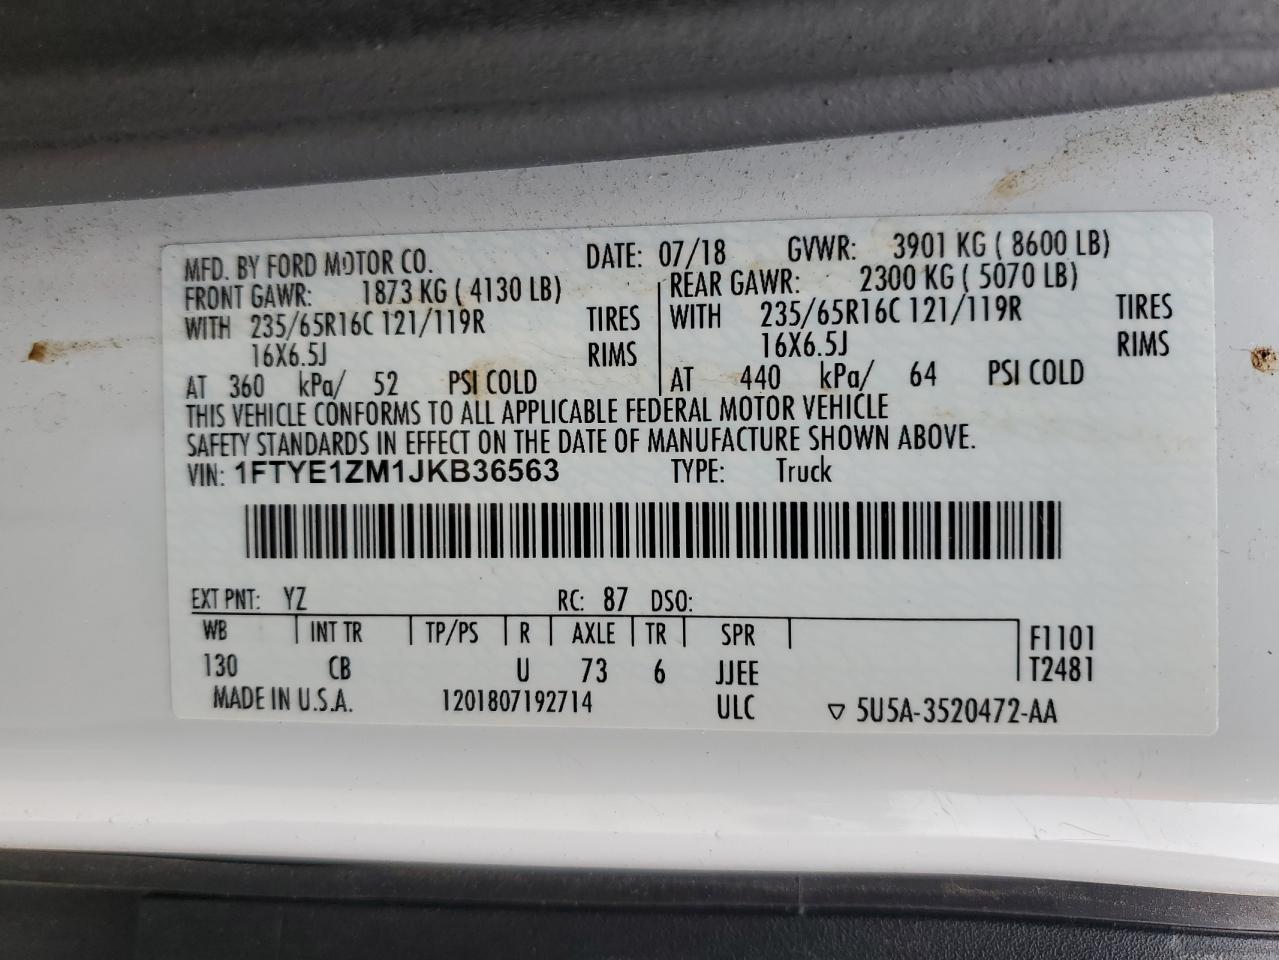 MFD. BY FORD MOTOR CO. DATE: 07/18 GVWR: 3901 KG ( 8600 LB)
FRONT GAWR: 1873 KG ( 4130 LB) REAR GAWR: 2300 KG ( 5070 LB)
WITH 235/65R16C 121/119R TIRES WITH 235/65R16C 121/119R TIRES
16X6.5J RIMS 16X6.5J RIMS
AT 360 kPa/ 52 PSI COLD AT 440 kPa/ 64 PSI COLD
THIS VEHICLE CONFORMS TO ALL APPLICABLE FEDERAL MOTOR VEHICLE
SAFETY STANDARDS IN EFFECT ON THE DATE OF MANUFACTURE SHOWN ABOVE.
VIN: 1FTYE1ZM1JKB36563 TYPE: Truck
EXT PNT: YZ RC: 87 DSO:
WB INT TR TP/PS R AXLE TR SPR F1101
130 CB U 73 6 JJEE T2481
MADE IN U.S.A. 1201807192714 ULC ▽ 5U5A-3520472-AA